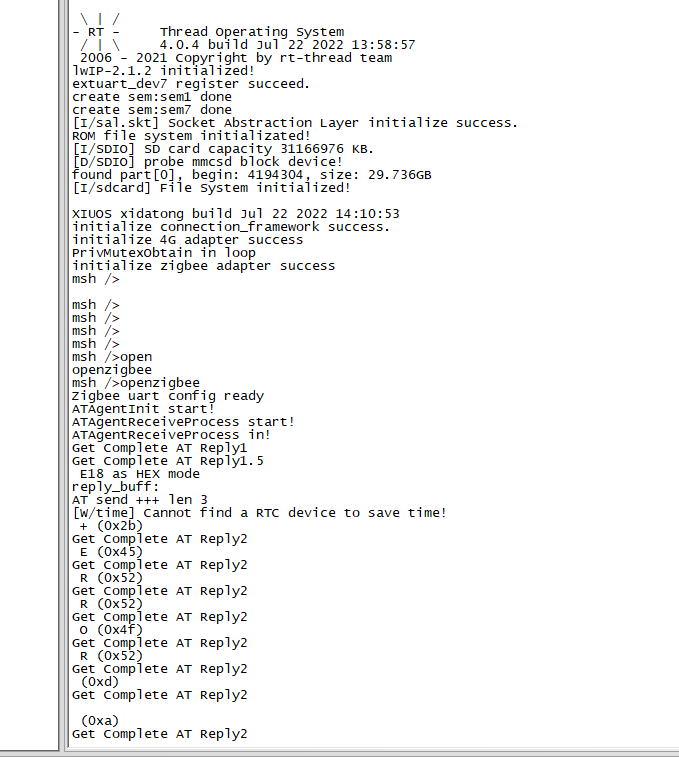 \ | /
- RT -     Thread Operating System
/ | \     4.0.4 build Jul 22 2022 13:58:57
2006 - 2021 Copyright by rt-thread team
lwIP-2.1.2 initialized!
extuart_dev7 register succeed.
create sem:sem1 done
create sem:sem7 done
[I/sal.skt] Socket Abstraction Layer initialize success.
ROM file system initializated!
[I/SDIO] SD card capacity 31166976 KB.
[D/SDIO] probe mmcsd block device!
found part[0], begin: 4194304, size: 29.736GB
[I/sdcard] File System initialized!
XIUOS xidatong build Jul 22 2022 14:10:53
initialize connection_framework success.
initialize 4G adapter success
PrivMutexObtain in loop
initialize zigbee adapter success
msh />
msh />
msh />
msh />
msh />
msh />open
openzigbee
msh />openzigbee
Zigbee uart config ready
ATAgentInit start!
ATAgentReceiveProcess start!
ATAgentReceiveProcess in!
Get Complete AT Reply1
Get Complete AT Reply1.5
E18 as HEX mode
reply_buff:
AT send +++ len 3
[W/time] Cannot find a RTC device to save time!
+ (0x2b)
Get Complete AT Reply2
E (0x45)
Get Complete AT Reply2
R (0x52)
Get Complete AT Reply2
R (0x52)
Get Complete AT Reply2
O (0x4f)
Get Complete AT Reply2
R (0x52)
Get Complete AT Reply2
(0xd)
Get Complete AT Reply2
(0xa)
Get Complete AT Reply2